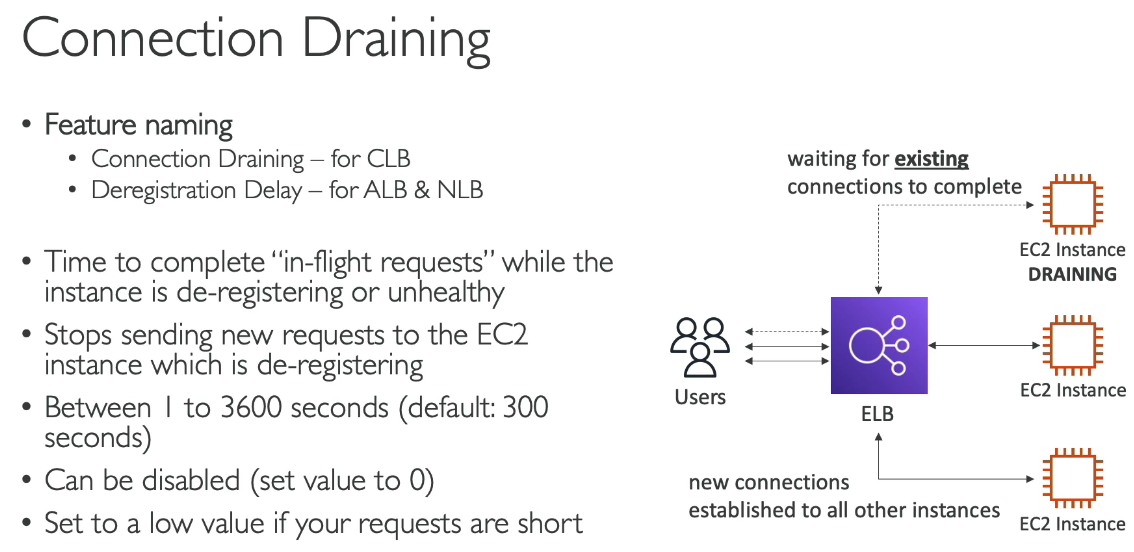 Connection Draining
• Feature naming
• Connection Draining – for CLB
• Deregistration Delay – for ALB & NLB
• Time to complete “in-flight requests” while the
instance is de-registering or unhealthy
• Stops sending new requests to the EC2
instance which is de-registering
• Between 1 to 3600 seconds (default: 300
seconds)
• Can be disabled (set value to 0)
• Set to a low value if your requests are short
waiting for existing
connections to complete
EC2 Instance
DRAINING
Users
ELB
EC2 Instance
new connections
established to all other instances
EC2 Instance